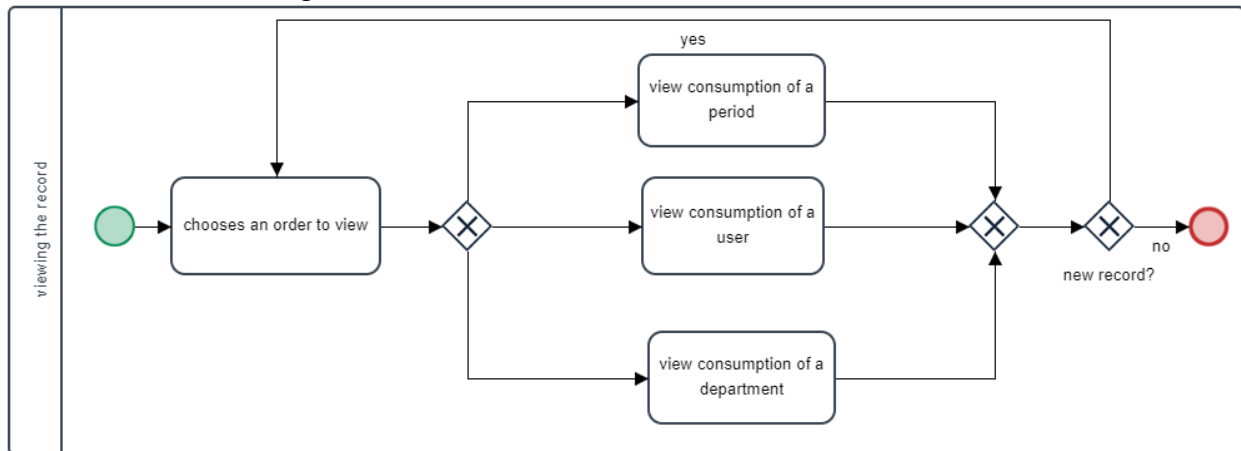 viewing the record
yes
view consumption of a
period
chooses an order to view
view consumption of a
user
no
new record?
view consumption of a
department